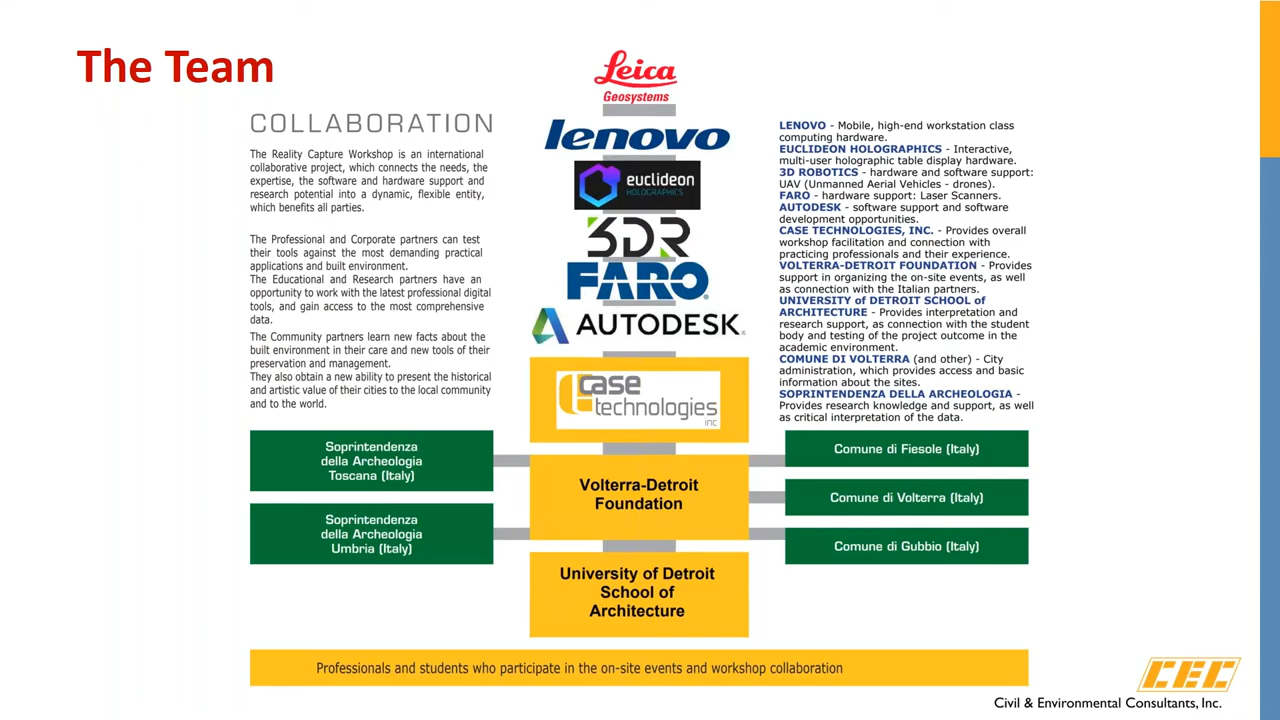 The Team
COLLABORATION
The Reality Capture Workshop is an international
collaborative project, which connects the needs, the
expertise, the software and hardware support and
research potential into a dynamic, flexible entity,
which benefits all parties.
The Professional and Corporate partners can test
their tools against the most demanding practical
applications and built environment.
The Educational and Research partners have an
opportunity to work with the latest professional digital
tools, and gain access to the most comprehensive
data.
The Community partners learn new facts about the
built environment in their care and new tools of their
preservation and management.
They also obtain a new ability to present the historical
and artistic value of their cities to the local community
and to the world.
Leica
Geosystems
lenovo
euclideon
HOLOGRAPHICS
3DR
FARO®
AUTODESK®
case
technologies
inc
LENOVO - Mobile, high-end workstation class
computing hardware.
EUCLIDEON HOLOGRAPHICS - Interactive,
multi-user holographic table display hardware.
3D ROBOTICS - hardware and software support:
UAV (Unmanned Aerial Vehicles - drones).
FARO - hardware support: Laser Scanners.
AUTODESK - software support and software
development opportunities.
CASE TECHNOLOGIES, INC. - Provides overall
workshop facilitation and connection with
practicing professionals and their experience.
VOLTERRA-DETROIT FOUNDATION - Provides
support in organizing the on-site events, as well
as connection with the Italian partners.
UNIVERSITY of DETROIT SCHOOL of
ARCHITECTURE - Provides interpretation and
research support, as connection with the student
body and testing of the project outcome in the
academic environment.
COMUNE DI VOLTERRA (and other) - City
administration, which provides access and basic
information about the sites.
SOPRINTENDENZA DELLA ARCHEOLOGIA -
Provides research knowledge and support, as well
as critical interpretation of the data.
Soprintendenza
della Archeologia
Toscana (Italy)
Soprintendenza
della Archeologia
Umbria (Italy)
Volterra-Detroit
Foundation
University of Detroit
School of
Architecture
Comune di Fiesole (Italy)
Comune di Volterra (Italy)
Comune di Gubbio (Italy)
Professionals and students who participate in the on-site events and workshop collaboration
CEC
Civil & Environmental Consultants, Inc.